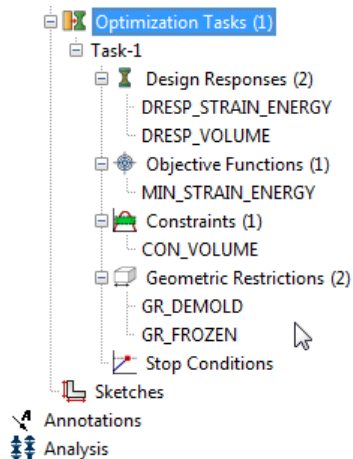 Optimization Tasks (1)
Task-1
Design Responses (2)
DRESP_STRAIN_ENERGY
DRESP_VOLUME
Objective Functions (1)
MIN_STRAIN_ENERGY
Constraints (1)
CON_VOLUME
Geometric Restrictions (2)
GR_DEMOLD
GR_FROZEN
Stop Conditions
Sketches
Annotations
Analysis